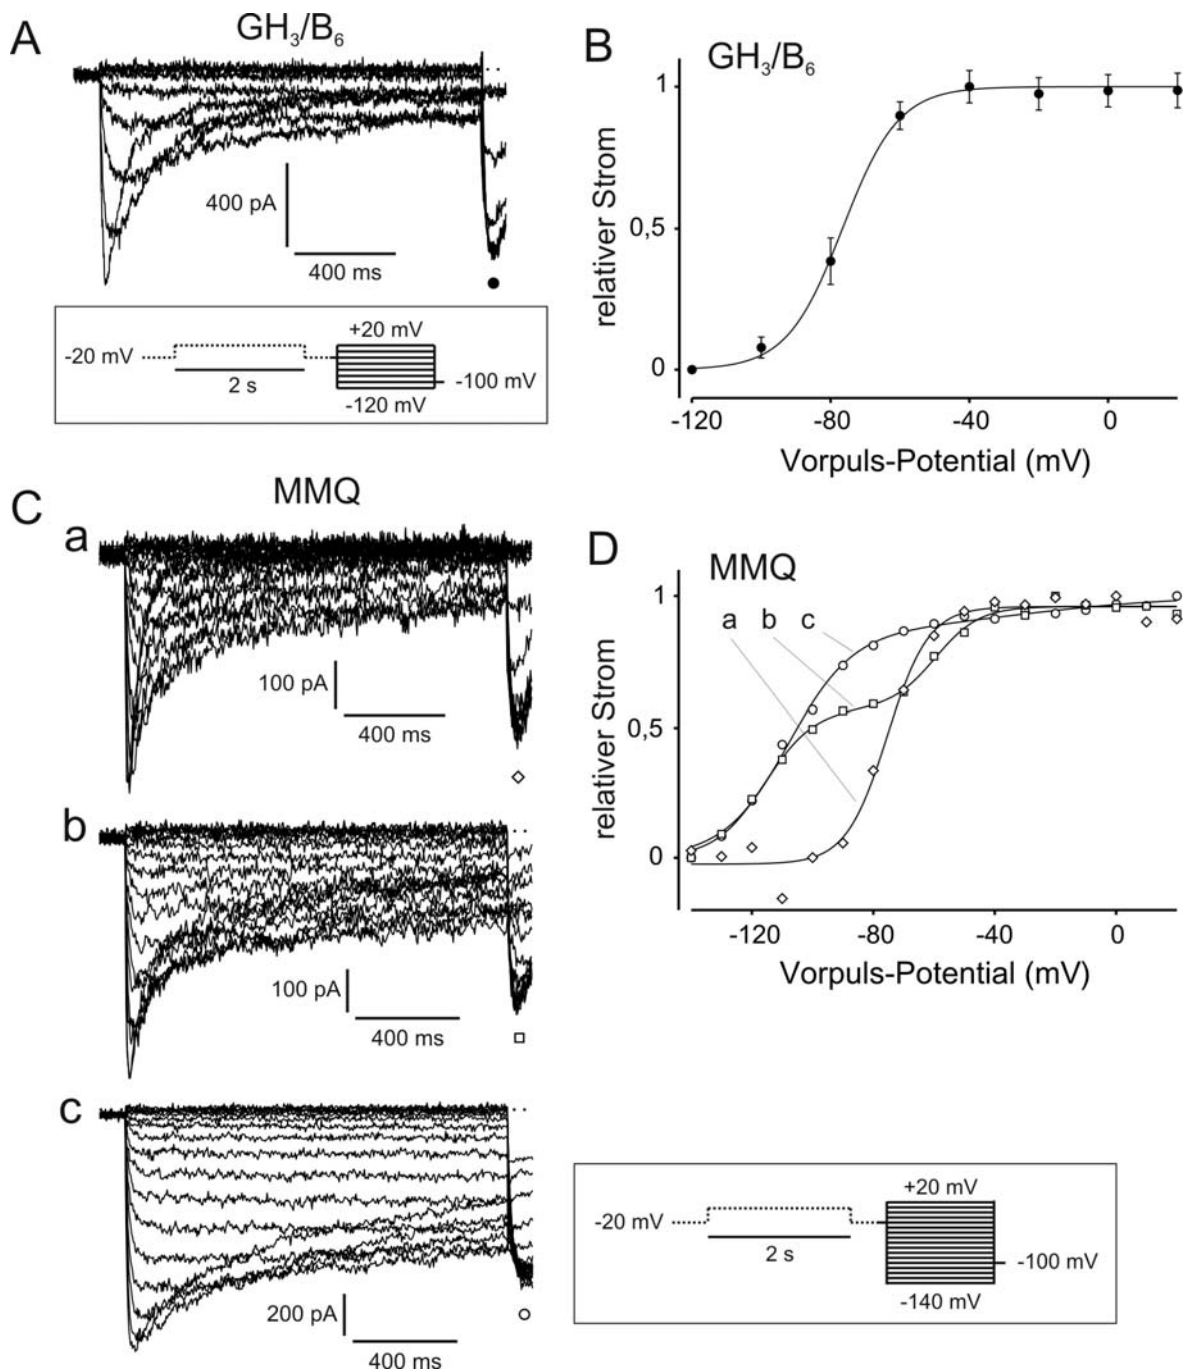 A
GH3/B6
400 pA
400 ms
-20 mV
2 s
+20 mV
-120 mV
-100 mV
B
GH3/B6
relativer Strom
1
0,5
0
-120
-80
-40
0
Vorpuls-Potential (mV)
C
MMQ
a
100 pA
400 ms
b
100 pA
400 ms
c
200 pA
400 ms
D
MMQ
a b c
relativer Strom
1
0,5
0
-120
-80
-40
0
Vorpuls-Potential (mV)
-20 mV
2 s
+20 mV
-100 mV
-140 mV